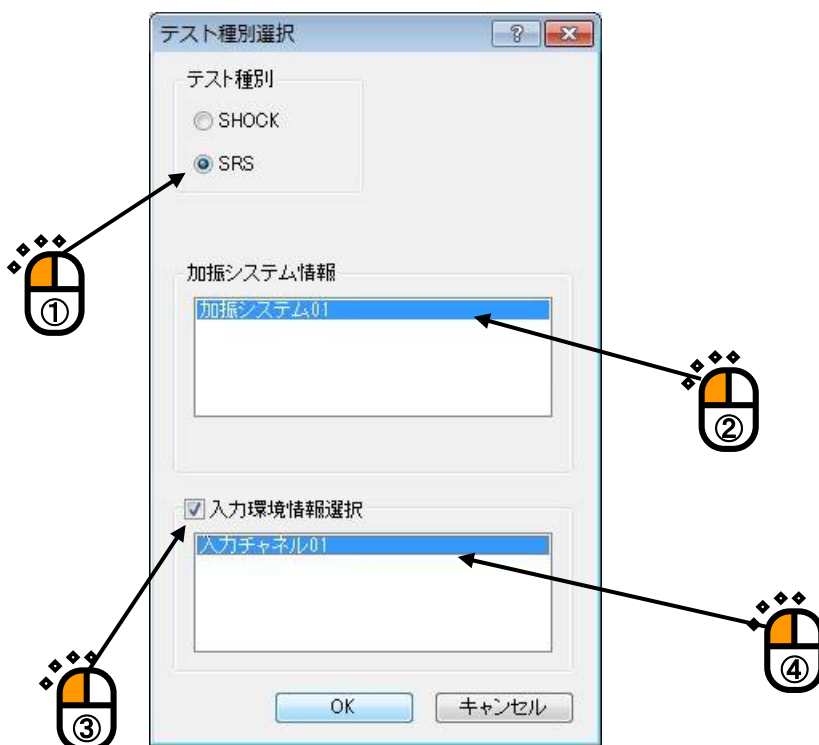 テスト種別選択
テスト種別
SHOCK
SRS
①
加振システム情報
加振システム01
②
入力環境情報選択
入力チャネル01
③
④
OK
キャンセル